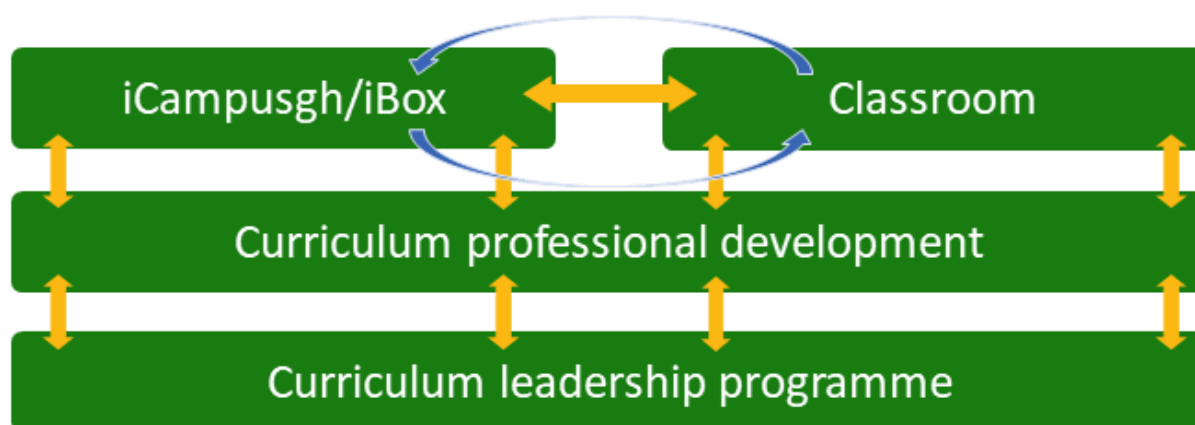 iCampusgh/iBox
Classroom
Curriculum professional development
Curriculum leadership programme